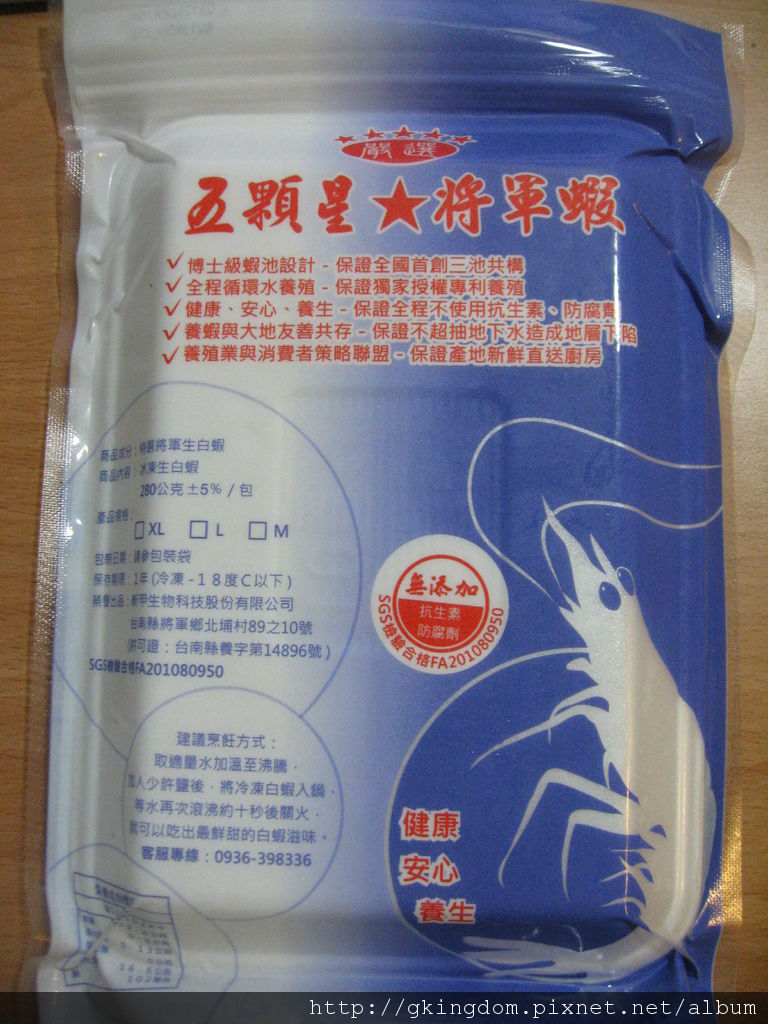 嚴選
五顆星★將軍蝦
✓博士級蝦池設計-保證全國首創三池共構
✓全程循環水養殖-保證獨家授權專利養殖
✓健康、安心、養生-保證全程不使用抗生素、防腐劑
✓養蝦與大地友善共存-保證不超抽地下水造成地層下陷
✓養殖業與消費者策略聯盟-保證產地新鮮直送廚房
商品成分:特選將軍生白蝦
商品內容:冰凍生白蝦
280公克±5%/包
產品規格:
□XL □L □M
包裝日期:請參包裝袋
保存期限:1年(冷凍-18度C以下)
榮譽出品:新甲生物科技股份有限公司
台南縣將軍鄉北埔村89之10號
(許可證:台南縣養字第14896號)
SGS檢驗合格FA201080950
無添加
抗生素
防腐劑
SGS檢驗合格FA201080950
建議烹飪方式:
取適量水加溫至沸騰,
加入少許鹽後,將冷凍白蝦入鍋,
等水再次滾沸約十秒後關火,
就可以吃出最鮮甜的白蝦滋味。
客服專線:0936-398336
健康
安心
養生
http://gkingdom.pixnet.net/album